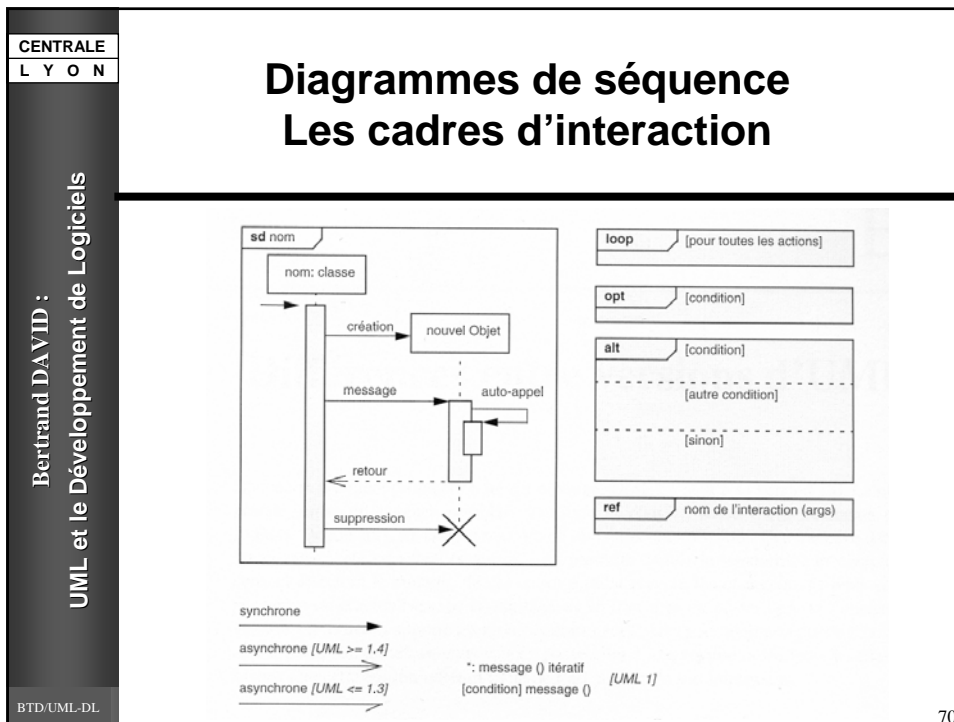 CENTRALE
L Y O N
Bertrand DAVID :
UML et le Développement de Logiciels
BTD/UML-DL
Diagrammes de séquence
Les cadres d'interaction
sd nom
nom: classe
création
nouvel Objet
message
auto-appel
retour
suppression
loop [pour toutes les actions]
opt [condition]
alt [condition]
[autre condition]
[sinon]
ref nom de l'interaction (args)
synchrone
asynchrone [UML >= 1.4]
asynchrone [UML <= 1.3]
*: message () itératif
[condition] message ()
[UML 1]
70